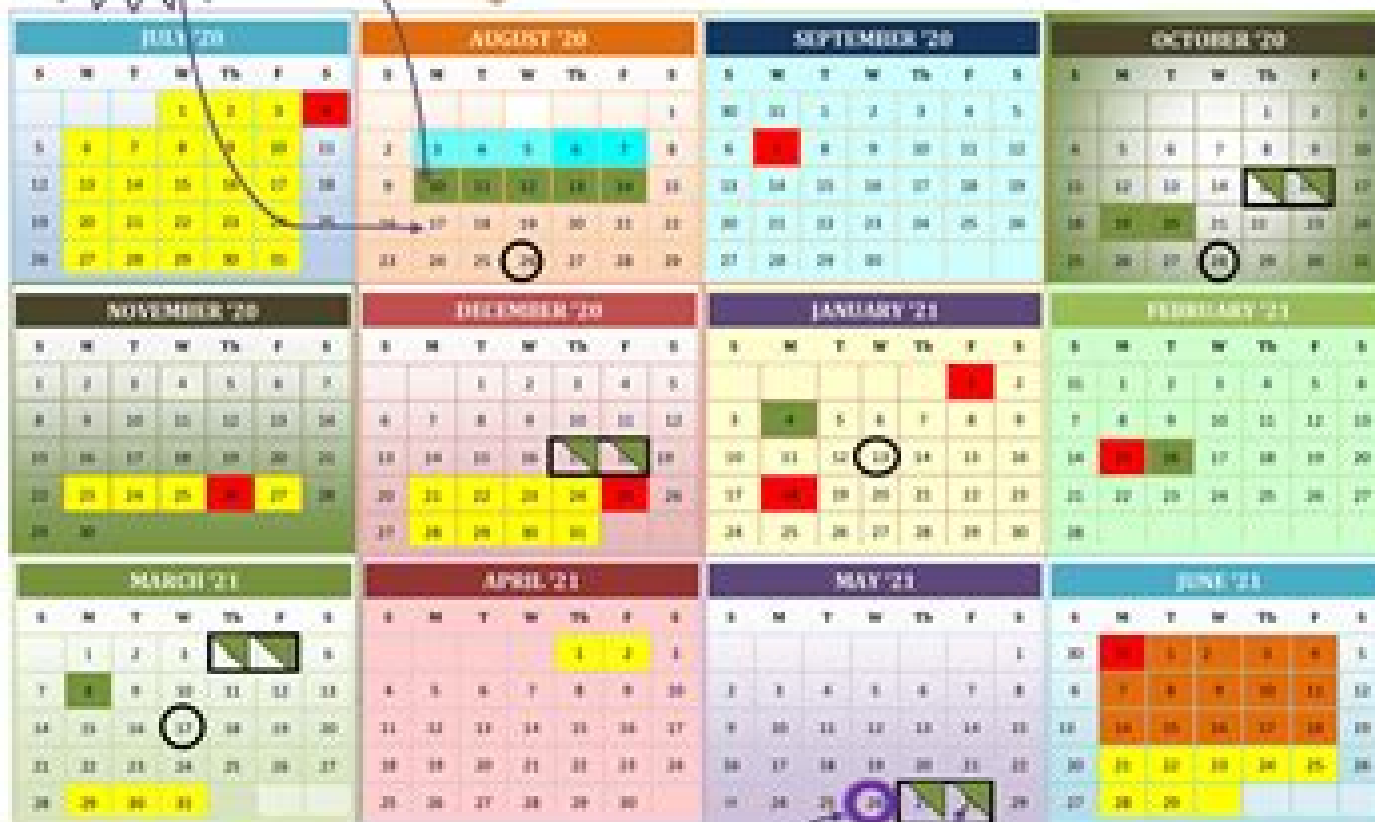 JULY '20
S M T W Th F S
1 2 3
5 6 7 8 9 10 11
12 13 14 15 16 17 18
19 20 21 22 23 24 25
26 27 28 29 30 31
AUGUST '20
S M T W Th F S
1
2 3 4 5 6 7 8
9 10 11 12 13 14 15
16 17 18 19 20 21 22
23 24 25 26 27 28 29
SEPTEMBER '20
S M T W Th F S
30 31 1 2 3 4 5
6 7 8 9 10 11 12
13 14 15 16 17 18 19
20 21 22 23 24 25 26
27 28 29 30
OCTOBER '20
S M T W Th F S
1 2 3
4 5 6 7 8 9 10
11 12 13 14 17
18 19 20 21 22 23 24
25 26 27 28 29 30 31
NOVEMBER '20
S M T W Th F S
1 2 3 4 5 6 7
8 9 10 11 12 13 14
15 16 17 18 19 20 21
22 23 24 25 26 27 28
29 30
DECEMBER '20
S M T W Th F S
1 2 3 4 5
6 7 8 9 10 11 12
13 14 15 16 19
20 21 22 23 24 25 26
27 28 29 30 31
JANUARY '21
S M T W Th F S
1 2
3 4 5 6 7 8 9
10 11 12 13 14 15 16
17 18 19 20 21 22 23
24 25 26 27 28 29 30
FEBRUARY '21
S M T W Th F S
31 1 2 3 4 5 6
7 8 9 10 11 12 13
14 15 16 17 18 19 20
21 22 23 24 25 26 27
28
MARCH '21
S M T W Th F S
1 2 3 6
7 8 9 10 11 12 13
14 15 16 17 18 19 20
21 22 23 24 25 26 27
28 29 30 31
APRIL '21
S M T W Th F S
1 2 3
4 5 6 7 8 9 10
11 12 13 14 15 16 17
18 19 20 21 22 23 24
25 26 27 28 29 30
MAY '21
S M T W Th F S
1
2 3 4 5 6 7 8
9 10 11 12 13 14 15
16 17 18 19 20 21 22
24 25 26 29
JUNE '21
S M T W Th F S
30 1 2 3 4 5
6 7 8 9 10 11 12
13 14 15 16 17 18 19
20 21 22 23 24 25 26
27 28 29